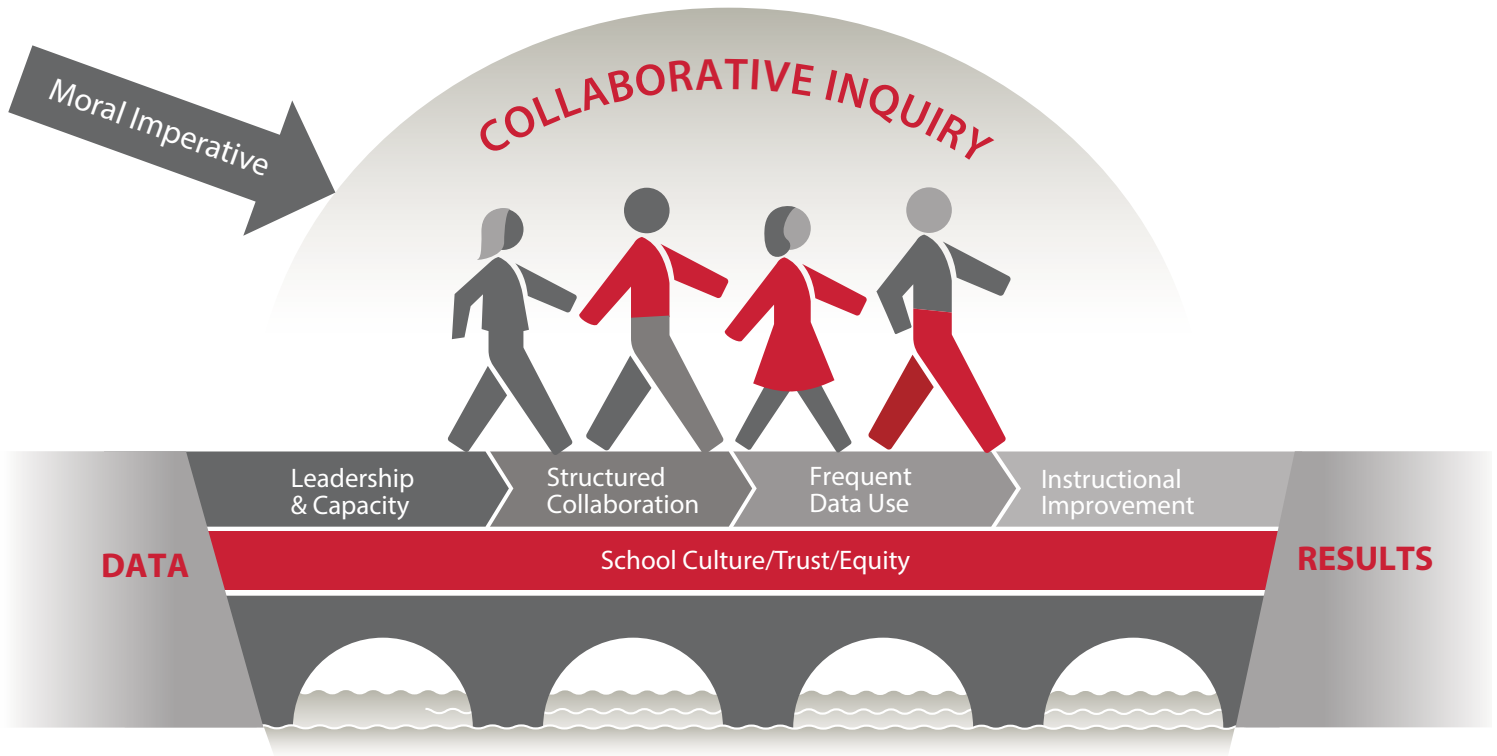 Moral Imperative
COLLABORATIVE INQUIRY
Leadership
& Capacity
Structured
Collaboration
Frequent
Data Use
Instructional
Improvement
DATA
School Culture/Trust/Equity
RESULTS